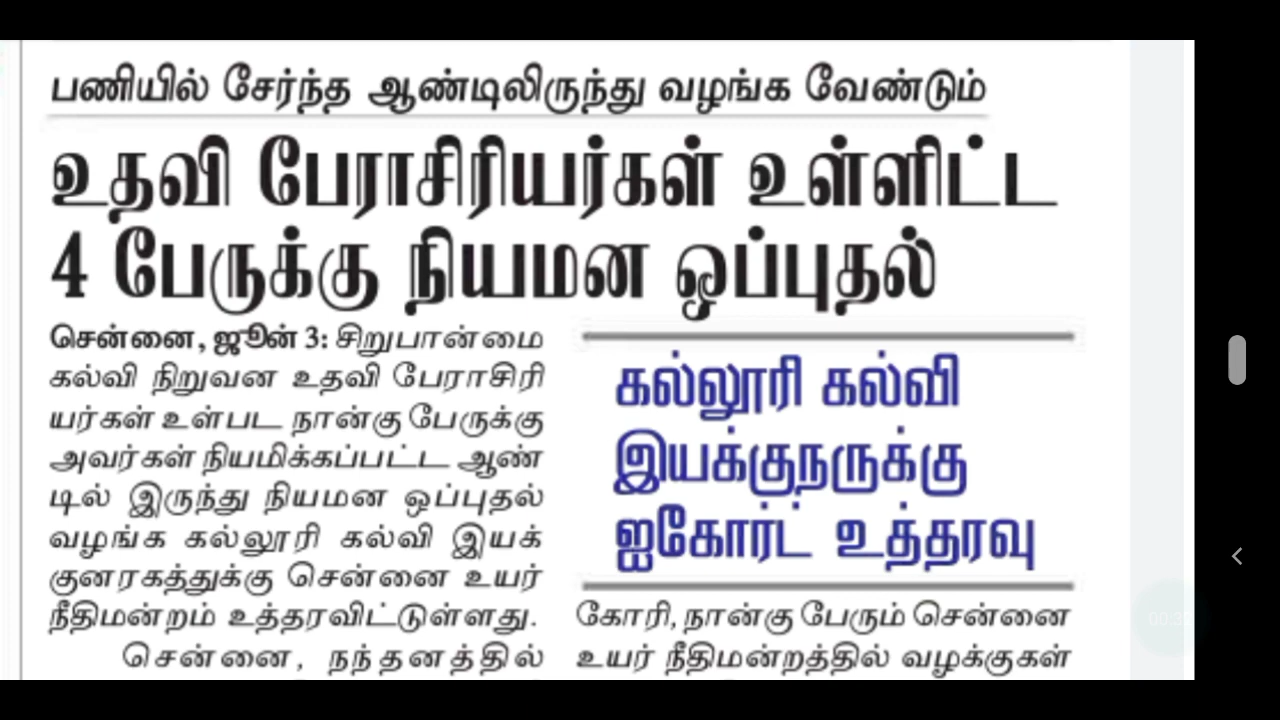 பணியில் சேர்ந்த ஆண்டிலிருந்து வழங்க வேண்டும்
உதவி பேராசிரியர்கள் உள்ளிட்ட
4 பேருக்கு நியமன ஒப்புதல்
சென்னை, ஜூன் 3: சிறுபான்மை
கல்வி நிறுவன உதவி பேராசிரி
யர்கள் உள்பட நான்கு பேருக்கு
அவர்கள் நியமிக்கப்பட்ட ஆண்
டில் இருந்து நியமன ஒப்புதல்
வழங்க கல்லூரி கல்வி இயக்
குனரகத்துக்கு சென்னை உயர்
நீதிமன்றம் உத்தரவிட்டுள்ளது.
சென்னை, நந்தனத்தில்
கல்லூரி கல்வி
இயக்குநருக்கு
ஐகோர்ட் உத்தரவு
கோரி, நான்கு பேரும் சென்னை
உயர் நீதிமன்றத்தில் வழக்குகள்
00:32